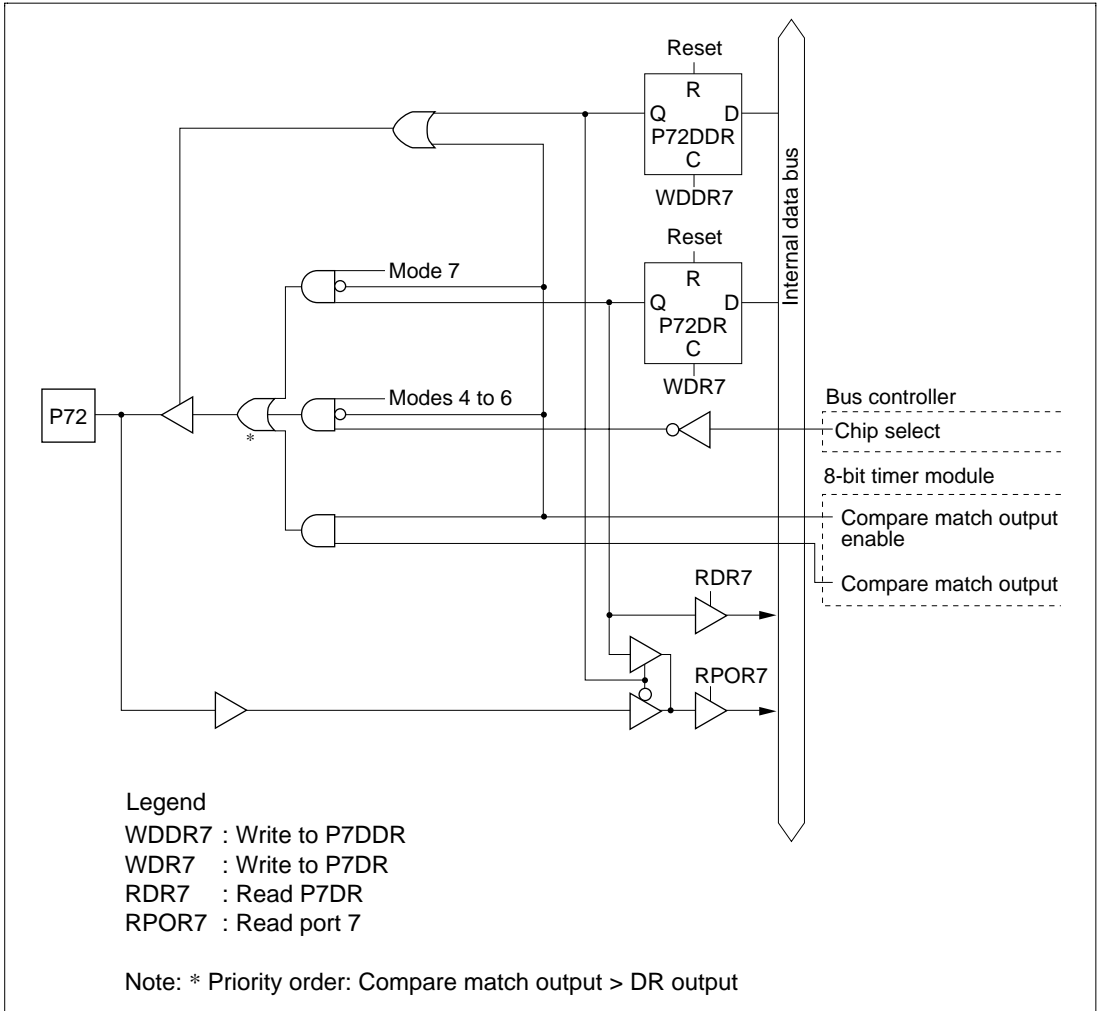 Reset
R
Q D
P72DDR
C
WDDR7
Internal data bus
Reset
Mode 7
R
Q D
P72DR
C
WDR7
P72
*
Modes 4 to 6
Bus controller
Chip select
8-bit timer module
Compare match output
enable
Compare match output
RDR7
RPOR7
Legend
WDDR7 : Write to P7DDR
WDR7 : Write to P7DR
RDR7 : Read P7DR
RPOR7 : Read port 7
Note: * Priority order: Compare match output > DR output